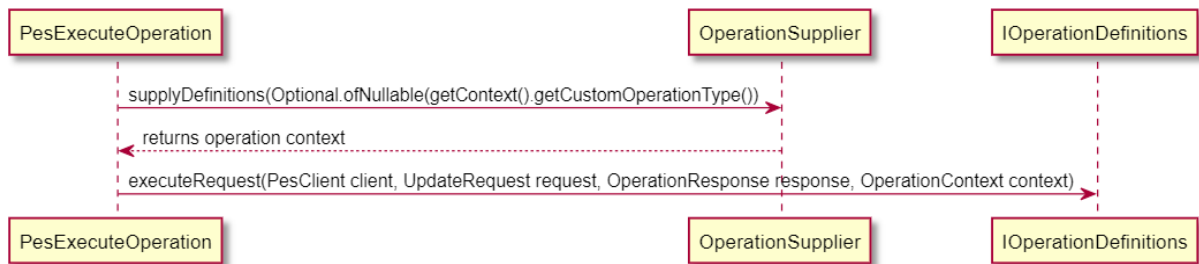 PesExecuteOperation OperationSupplier IOperationDefinitions
supplyDefinitions(Optional.ofNullable(getContext().getCustomOperationType())
returns operation context
executeRequest(PesClient client, UpdateRequest request, OperationResponse response, OperationContext context)
PesExecuteOperation OperationSupplier IOperationDefinitions